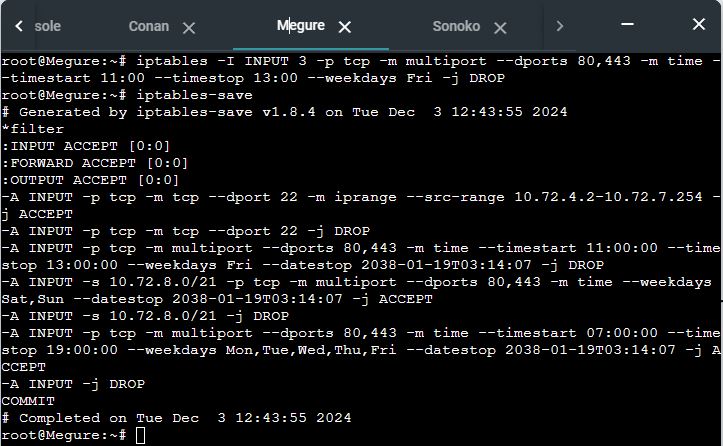 sole Conan Megure Sonoko
root@Megure:~# iptables -I INPUT 3 -p tcp -m multiport --dports 80,443 -m time -
-timestart 11:00 --timestop 13:00 --weekdays Fri -j DROP
root@Megure:~# iptables-save
# Generated by iptables-save v1.8.4 on Tue Dec  3 12:43:55 2024
*filter
:INPUT ACCEPT [0:0]
:FORWARD ACCEPT [0:0]
:OUTPUT ACCEPT [0:0]
-A INPUT -p tcp -m tcp --dport 22 -m iprange --src-range 10.72.4.2-10.72.7.254 -
j ACCEPT
-A INPUT -p tcp -m tcp --dport 22 -j DROP
-A INPUT -p tcp -m multiport --dports 80,443 -m time --timestart 11:00:00 --time
stop 13:00:00 --weekdays Fri --datestop 2038-01-19T03:14:07 -j DROP
-A INPUT -s 10.72.8.0/21 -p tcp -m multiport --dports 80,443 -m time --weekdays
Sat,Sun --datestop 2038-01-19T03:14:07 -j ACCEPT
-A INPUT -s 10.72.8.0/21 -j DROP
-A INPUT -p tcp -m multiport --dports 80,443 -m time --timestart 07:00:00 --time
stop 19:00:00 --weekdays Mon,Tue,Wed,Thu,Fri --datestop 2038-01-19T03:14:07 -j A
CCEPT
-A INPUT -j DROP
COMMIT
# Completed on Tue Dec  3 12:43:55 2024
root@Megure:~#